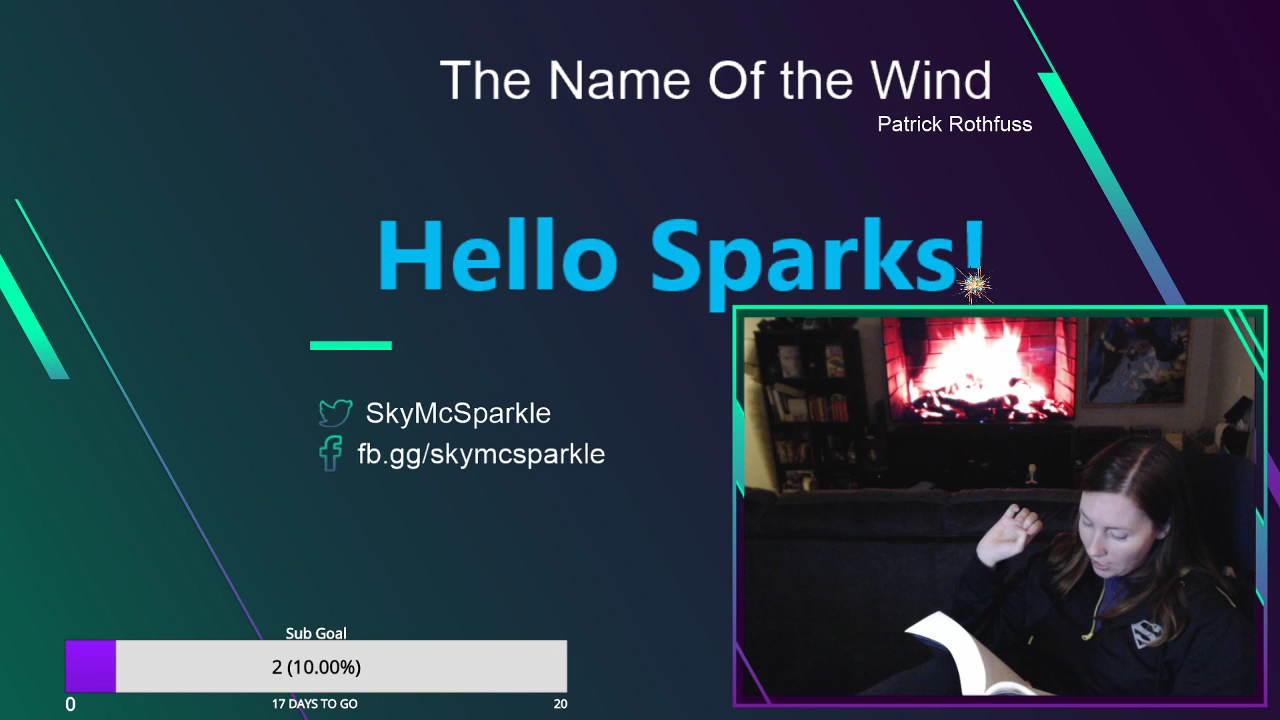 The Name Of the Wind
Patrick Rothfuss
Hello Sparks!
SkyMcSparkle
fb.gg/skymcsparkle
Sub Goal
2 (10.00%)
0 17 DAYS TO GO 20